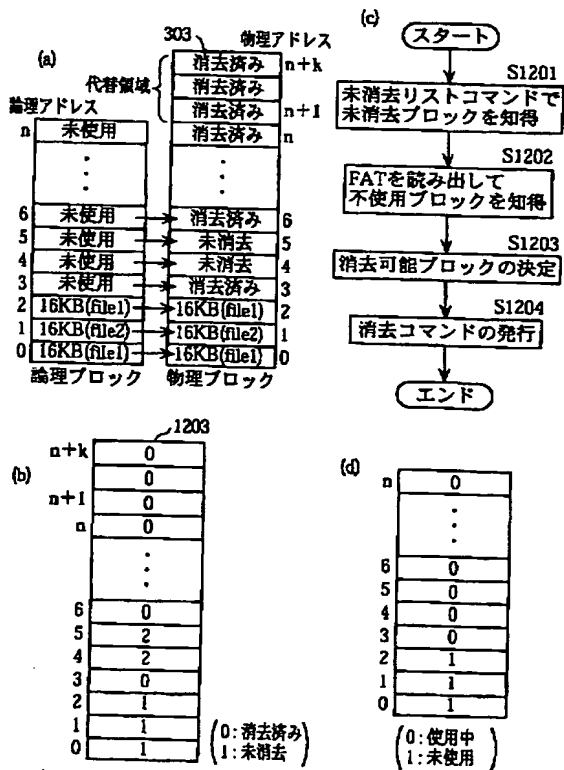 (a)
303
物理アドレス
代替領域
論理アドレス
消去済み n+k
消去済み
消去済み n+1
n 未使用 消去済み n
6 未使用 消去済み 6
5 未使用 未消去 5
4 未使用 未消去 4
3 未使用 消去済み 3
2 16KB(file1) 16KB(file1) 2
1 16KB(file2) 16KB(file2) 1
0 16KB(file1) 16KB(file1) 0
論理ブロック 物理ブロック
(c)
スタート
S1201
未消去リストコマンドで
未消去ブロックを知得
S1202
FATを読み出して
不使用ブロックを知得
S1203
消去可能ブロックの決定
S1204
消去コマンドの発行
エンド
(b)
1203
n+k 0
0
n+1 0
n 0
6 0
5 2
4 2
3 0
2 1
1 1
0 1
0:消去済み
1:未消去
(d)
n 0
6 0
5 0
4 0
3 0
2 1
1 1
0 1
0:使用中
1:未使用